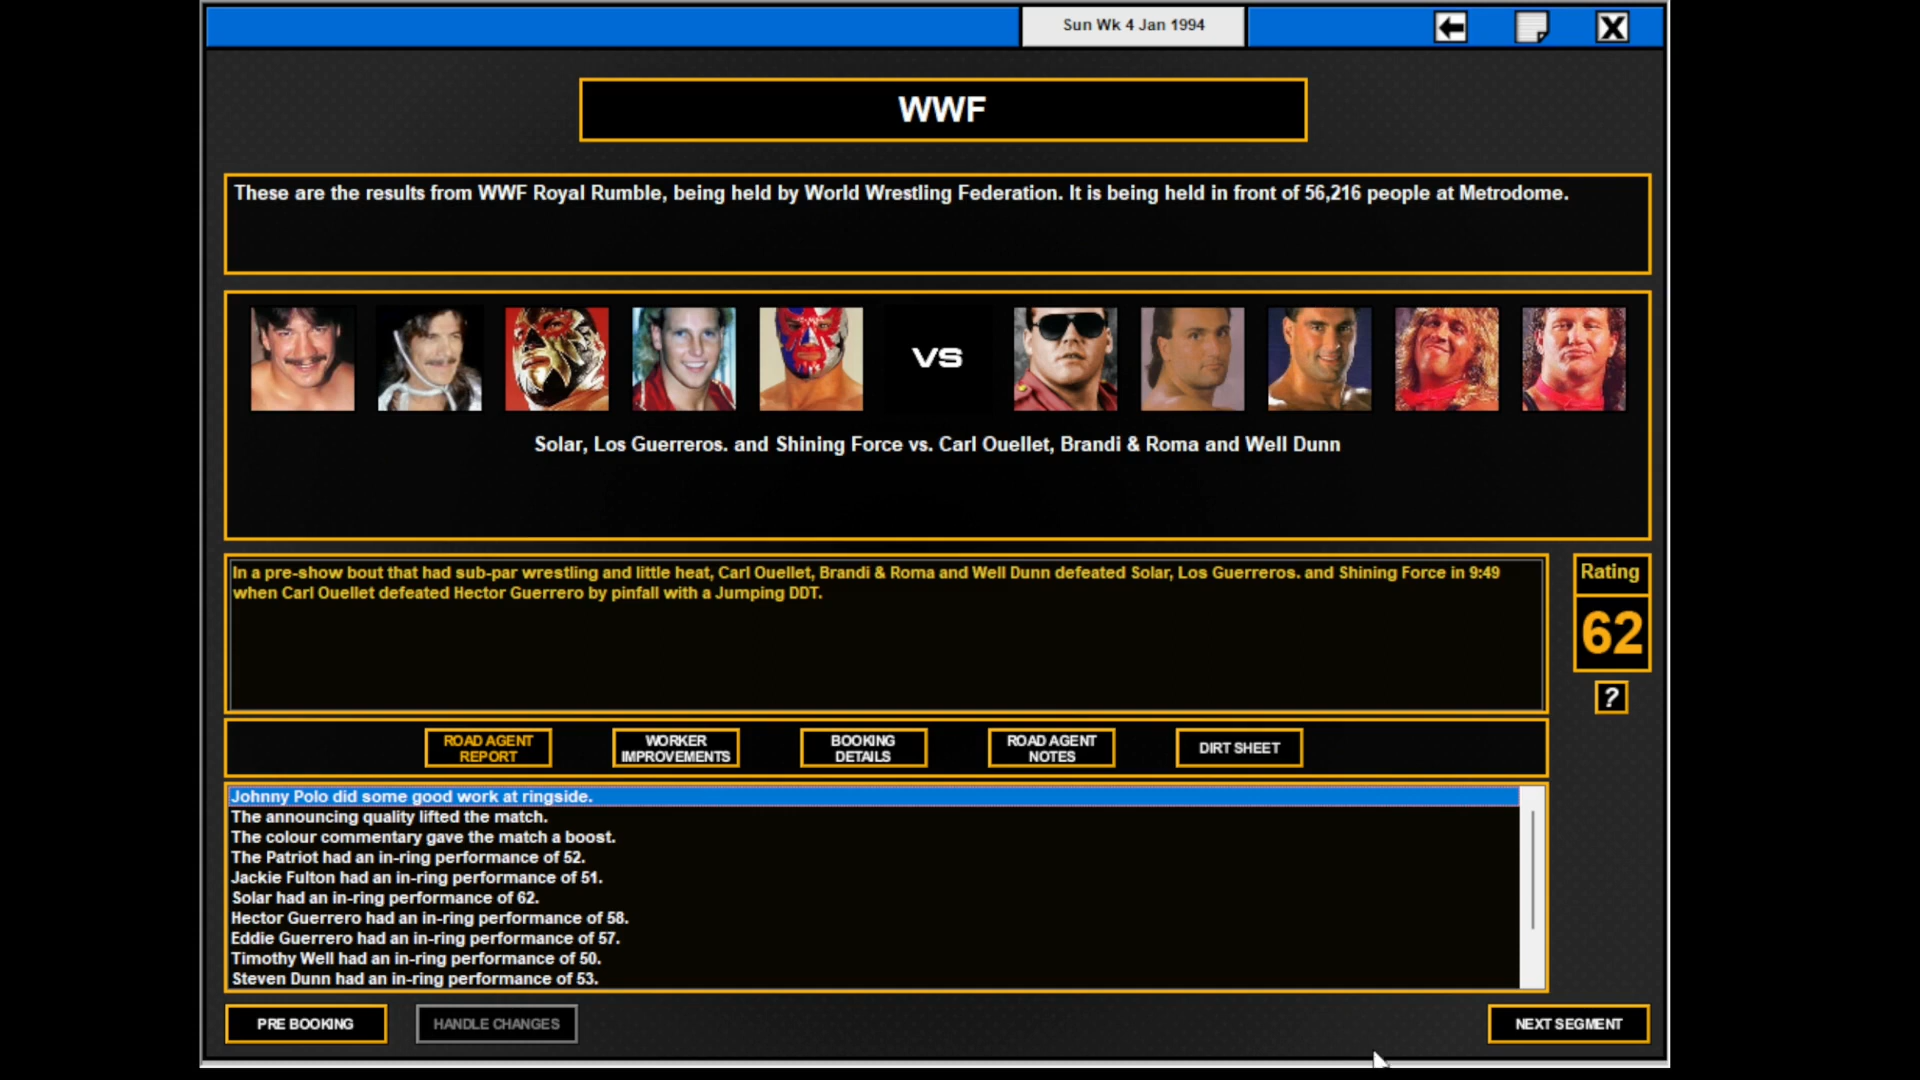 Sun Wk 4 Jan 1994
WWF
These are the results from WWF Royal Rumble, being held by World Wrestling Federation. It is being held in front of 56,216 people at Metrodome.
VS
Solar, Los Guerreros. and Shining Force vs. Carl Ouellet, Brandi & Roma and Well Dunn
In a pre-show bout that had sub-par wrestling and little heat, Carl Ouellet, Brandi & Roma and Well Dunn defeated Solar, Los Guerreros. and Shining Force in 9:49
when Carl Ouellet defeated Hector Guerrero by pinfall with a Jumping DDT.
Rating
62
?
ROAD AGENT
REPORT
WORKER
IMPROVEMENTS
BOOKING
DETAILS
ROAD AGENT
NOTES
DIRT SHEET
Johnny Polo did some good work at ringside.
The announcing quality lifted the match.
The colour commentary gave the match a boost.
The Patriot had an in-ring performance of 52.
Jackie Fulton had an in-ring performance of 51.
Solar had an in-ring performance of 62.
Hector Guerrero had an in-ring performance of 58.
Eddie Guerrero had an in-ring performance of 57.
Timothy Well had an in-ring performance of 50.
Steven Dunn had an in-ring performance of 53.
PRE BOOKING
HANDLE CHANGES
NEXT SEGMENT